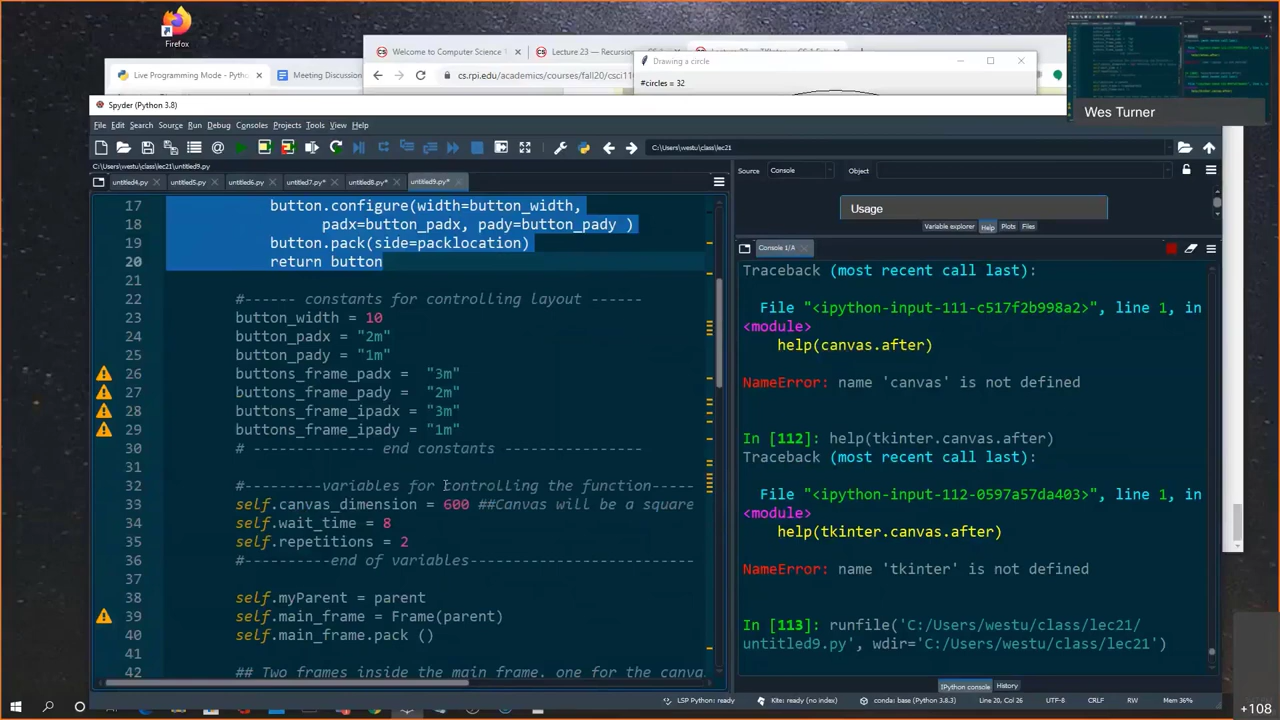 Firefox
to Computer Science
Lecture 23 – Recursion
Live Programming Mode - Pytho
Meeting Discussion
cs.rpi.edu/academics/courses/fall20/csci11
Drawing a circle
#circles = 32
Wes Turner
Spyder (Python 3.8)
File Edit Search Source Run Debug Consoles Projects Tools View Help
C:\Users\westu\class\lec21
C:\Users\westu\class\lec21\untitled9.py
untitled4.py
untitled5.py
untitled6.py
untitled7.py*
untitled8.py*
untitled9.py*
Source Console Object
Usage
Variable explorer Help Plots Files
17 button.configure(width=button_width,
18 padx=button_padx, pady=button_pady )
19 button.pack(side=packlocation)
20 return button
21
22 #------ constants for controlling layout ------
23 button_width = 10
24 button_padx = "2m"
25 button_pady = "1m"
26 buttons_frame_padx = "3m"
27 buttons_frame_pady = "2m"
28 buttons_frame_ipadx = "3m"
29 buttons_frame_ipady = "1m"
30 # -------------- end constants ----------------
31
32 #----------variables for controlling the function-----
33 self.canvas_dimension = 600 ##Canvas will be a square
34 self.wait_time = 8
35 self.repetitions = 2
36 #----------end of variables----------------------------
37
38 self.myParent = parent
39 self.main_frame = Frame(parent)
40 self.main_frame.pack ()
41
42 ## Two frames inside the main frame. one for the canva
Console 1/A
Traceback (most recent call last):
File "<ipython-input-111-c517f2b998a2>", line 1, in
<module>
help(canvas.after)
NameError: name 'canvas' is not defined
In [112]: help(tkinter.canvas.after)
Traceback (most recent call last):
File "<ipython-input-112-0597a57da403>", line 1, in
<module>
help(tkinter.canvas.after)
NameError: name 'tkinter' is not defined
In [113]: runfile('C:/Users/westu/class/lec21/
untitled9.py', wdir='C:/Users/westu/class/lec21')
IPython console History
LSP Python: ready
Kite: ready (no index)
conda: base (Python 3.8.3)
Line 20, Col 26
UTF-8
CRLF
RW
Mem 36%
+108